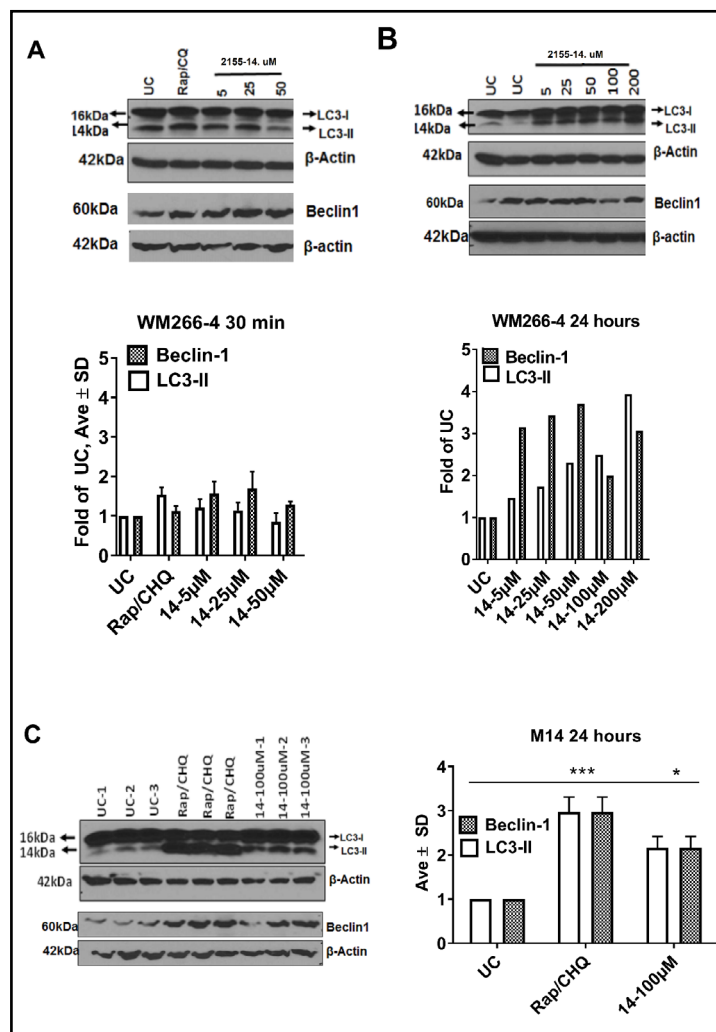 A
UC
Rap/CQ
2155-14. uM
5
25
50
16kDa
LC3-I
14kDa
LC3-II
42kDa
β-Actin
60kDa
Beclin1
42kDa
β-actin
B
UC
UC
2155-14. uM
5
25
50
100
200
16kDa
LC3-I
14kDa
LC3-II
42kDa
β-Actin
60kDa
Beclin1
42kDa
β-actin
WM266-4 30 min
Fold of UC, Ave ± SD
5
4
3
2
1
0
Beclin-1
LC3-II
UC
Rap/CHQ
14-5μM
14-25μM
14-50μM
WM266-4 24 hours
Fold of UC
5
4
3
2
1
0
Beclin-1
LC3-II
UC
14-5μM
14-25μM
14-50μM
14-100μM
14-200μM
C
UC-1
UC-2
UC-3
Rap/CHQ
Rap/CHQ
Rap/CHQ
14-100uM-1
14-100uM-2
14-100uM-3
16kDa
LC3-I
14kDa
LC3-II
42kDa
β-Actin
60kDa
Beclin1
42kDa
β-Actin
M14 24 hours
Ave ± SD
5
4
3
2
1
0
***
*
Beclin-1
LC3-II
UC
Rap/CHQ
14-100μM